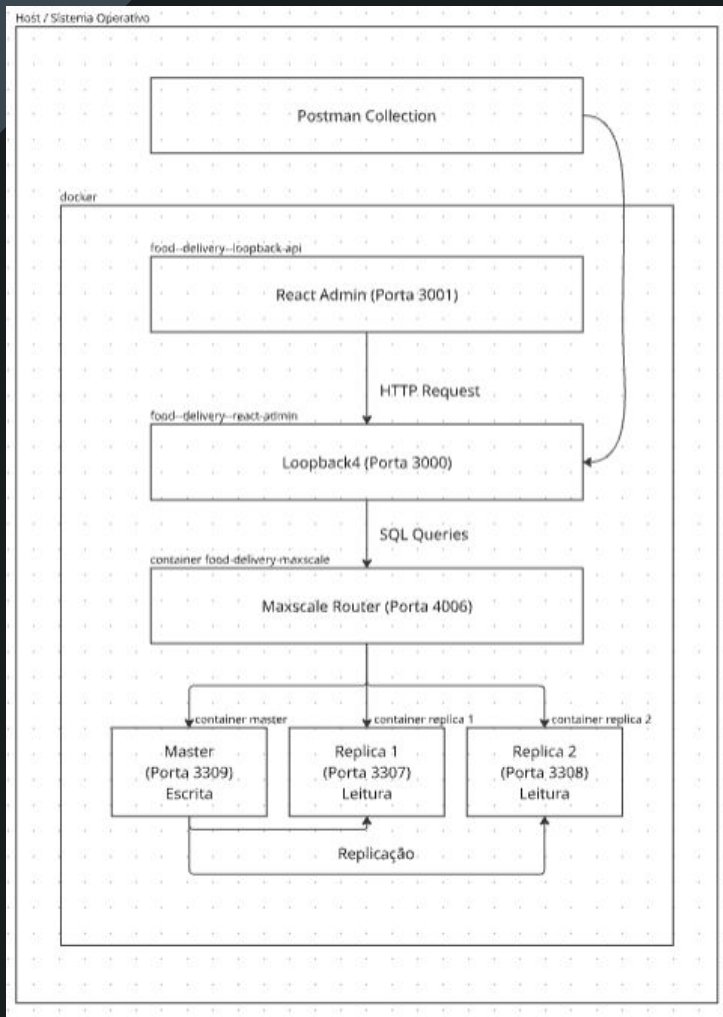 Host / Sistema Operativo
Postman Collection
docker
food--delivery--loopback-api
React Admin (Porta 3001)
HTTP Request
food--delivery--react-admin
Loopback4 (Porta 3000)
SQL Queries
container food-delivery-maxscale
Maxscale Router (Porta 4006)
container master
container replica 1
container replica 2
Master
(Porta 3309)
Escrita
Replica 1
(Porta 3307)
Leitura
Replica 2
(Porta 3308)
Leitura
Replicação